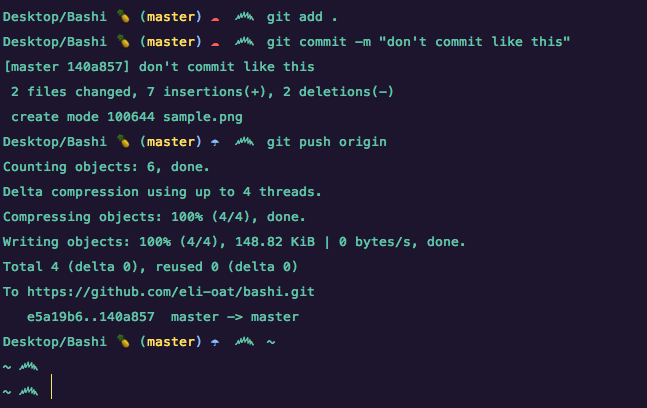 Desktop/Bashi 🍍 (master) ☁ git add .
Desktop/Bashi 🍍 (master) ☁ git commit -m "don't commit like this"
[master 140a857] don't commit like this
 2 files changed, 7 insertions(+), 2 deletions(-)
 create mode 100644 sample.png
Desktop/Bashi 🍍 (master) ☂ git push origin
Counting objects: 6, done.
Delta compression using up to 4 threads.
Compressing objects: 100% (4/4), done.
Writing objects: 100% (4/4), 148.82 KiB | 0 bytes/s, done.
Total 4 (delta 0), reused 0 (delta 0)
To https://github.com/eli-oat/bashi.git
   e5a19b6..140a857  master -> master
Desktop/Bashi 🍍 (master) ☂ ~
~
~